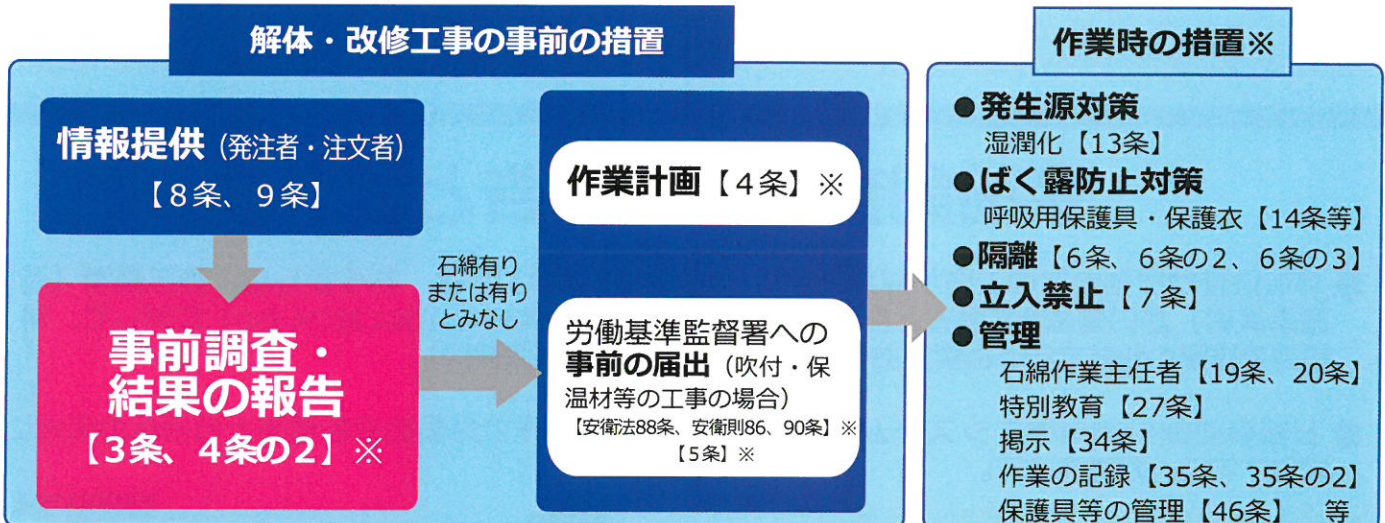 解体・改修工事の事前の措置
情報提供（発注者・注文者）
【８条、９条】
事前調査・
結果の報告
【３条、４条の2】※
石綿有り
または有り
とみなし
作業計画【４条】※
労働基準監督署への
事前の届出（吹付・保
温材等の工事の場合）
【安衛法88条、安衛則86、90条】※
【５条】※
作業時の措置※
●発生源対策
湿潤化【13条】
●ばく露防止対策
呼吸用保護具・保護衣【14条等】
●隔離【6条、6条の2、6条の3】
●立入禁止【７条】
●管理
石綿作業主任者【19条、20条】
特別教育【27条】
掲示【34条】
作業の記録【35条、35条の2】
保護具等の管理【46条】　等